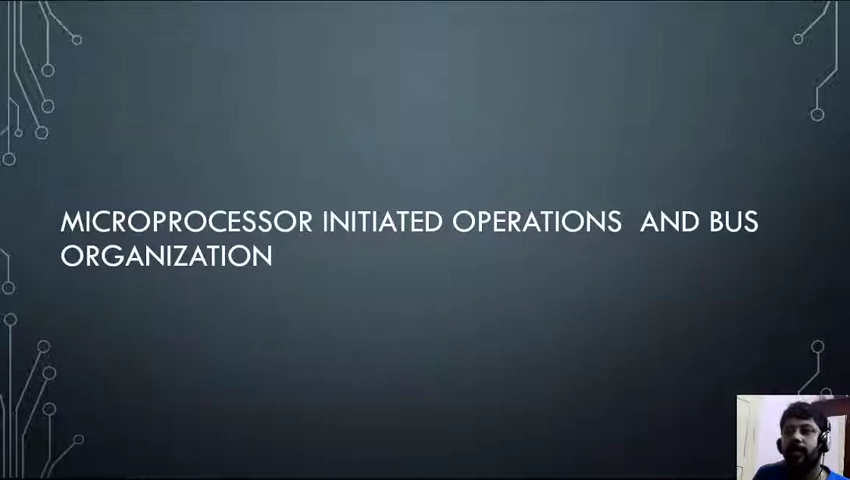 MICROPROCESSOR INITIATED OPERATIONS  AND BUS
ORGANIZATION